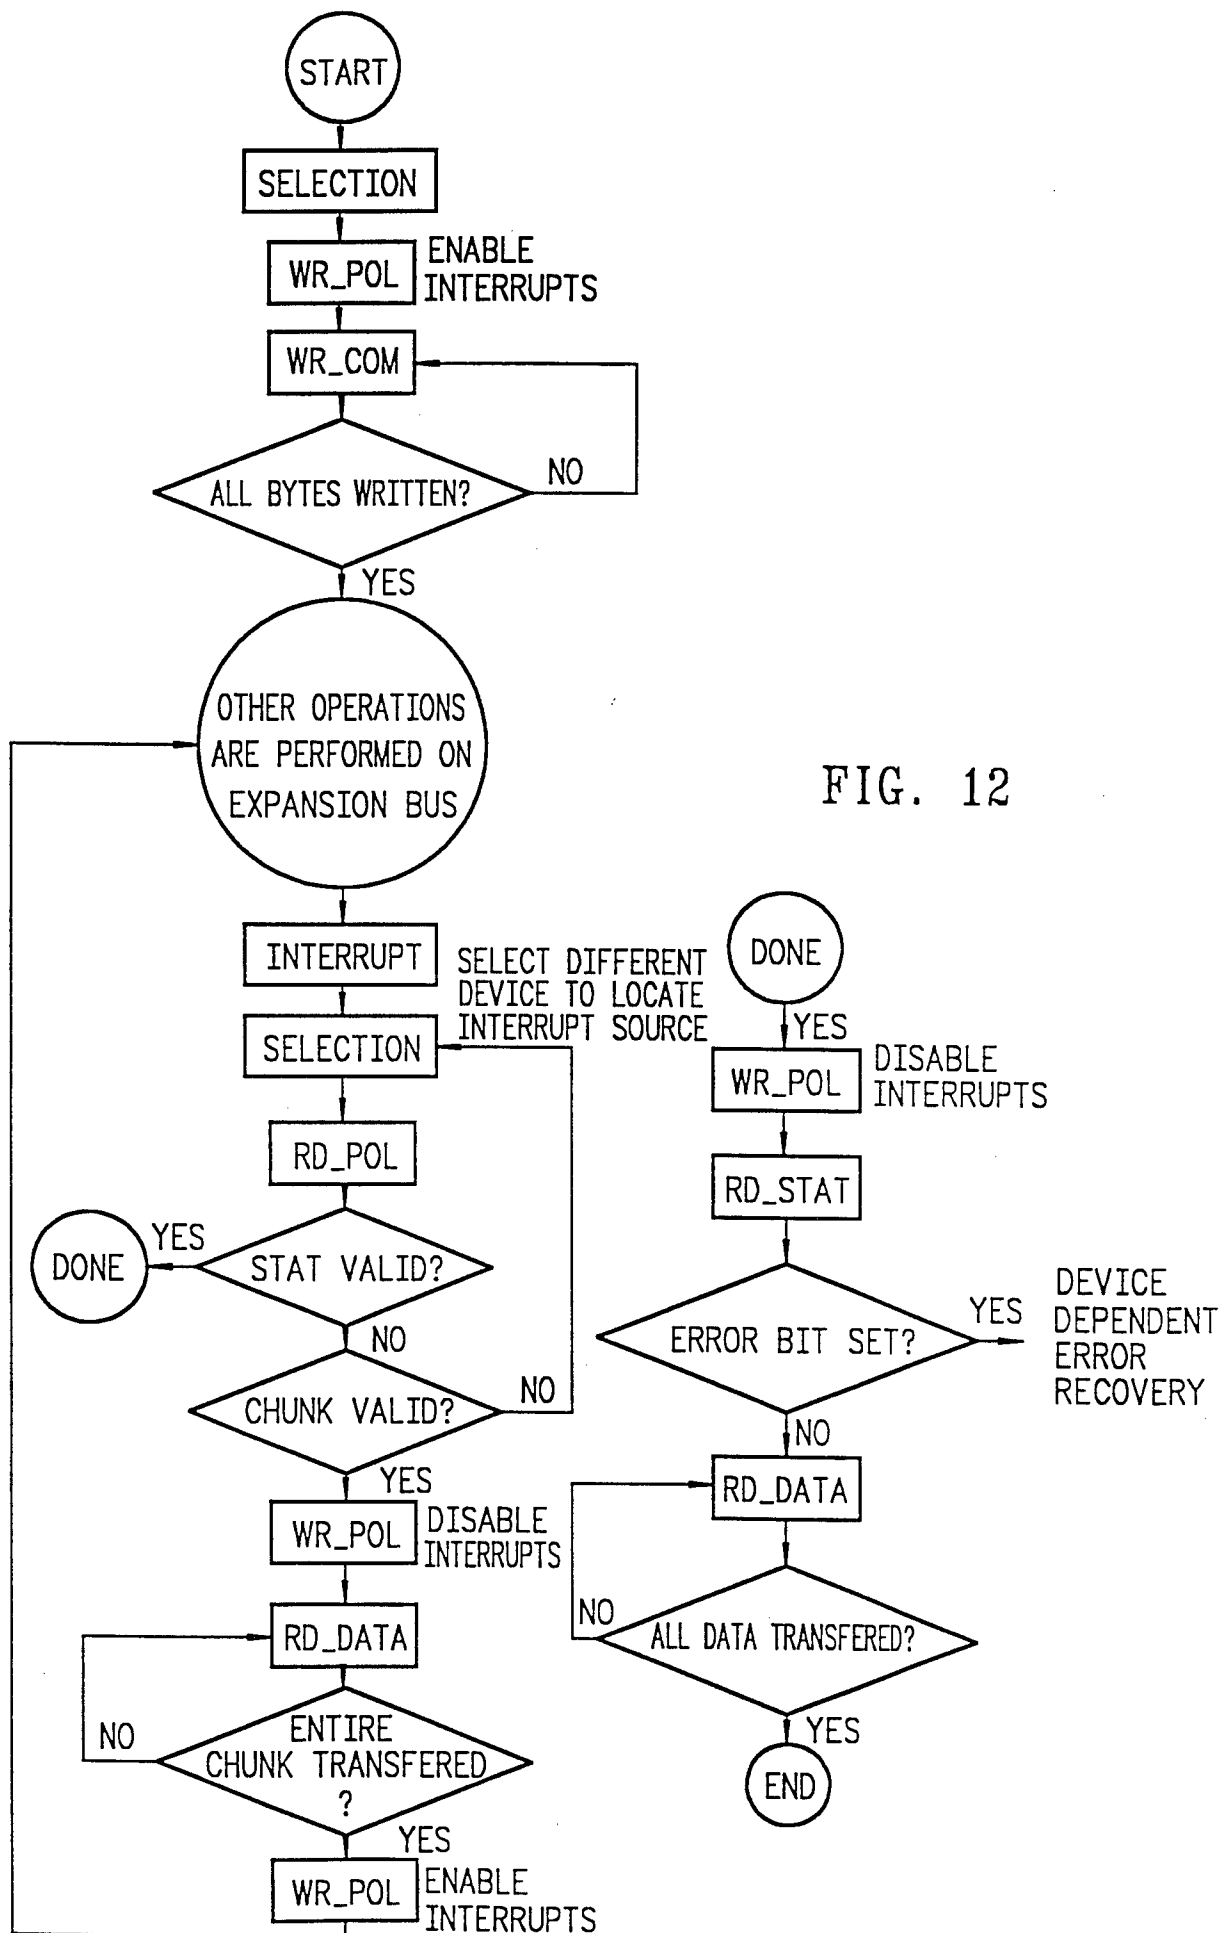 START
SELECTION
WR_POL
ENABLE
INTERRUPTS
WR_COM
ALL BYTES WRITTEN?
NO
YES
OTHER OPERATIONS
ARE PERFORMED ON
EXPANSION BUS
INTERRUPT
SELECT DIFFERENT
DEVICE TO LOCATE
INTERRUPT SOURCE
SELECTION
RD_POL
STAT VALID?
YES
DONE
NO
CHUNK VALID?
NO
YES
WR_POL
DISABLE
INTERRUPTS
RD_DATA
NO
ENTIRE
CHUNK TRANSFERED
?
YES
WR_POL
ENABLE
INTERRUPTS
FIG. 12
DONE
YES
WR_POL
DISABLE
INTERRUPTS
RD_STAT
ERROR BIT SET?
YES
DEVICE
DEPENDENT
ERROR
RECOVERY
NO
RD_DATA
NO
ALL DATA TRANSFERED?
YES
END